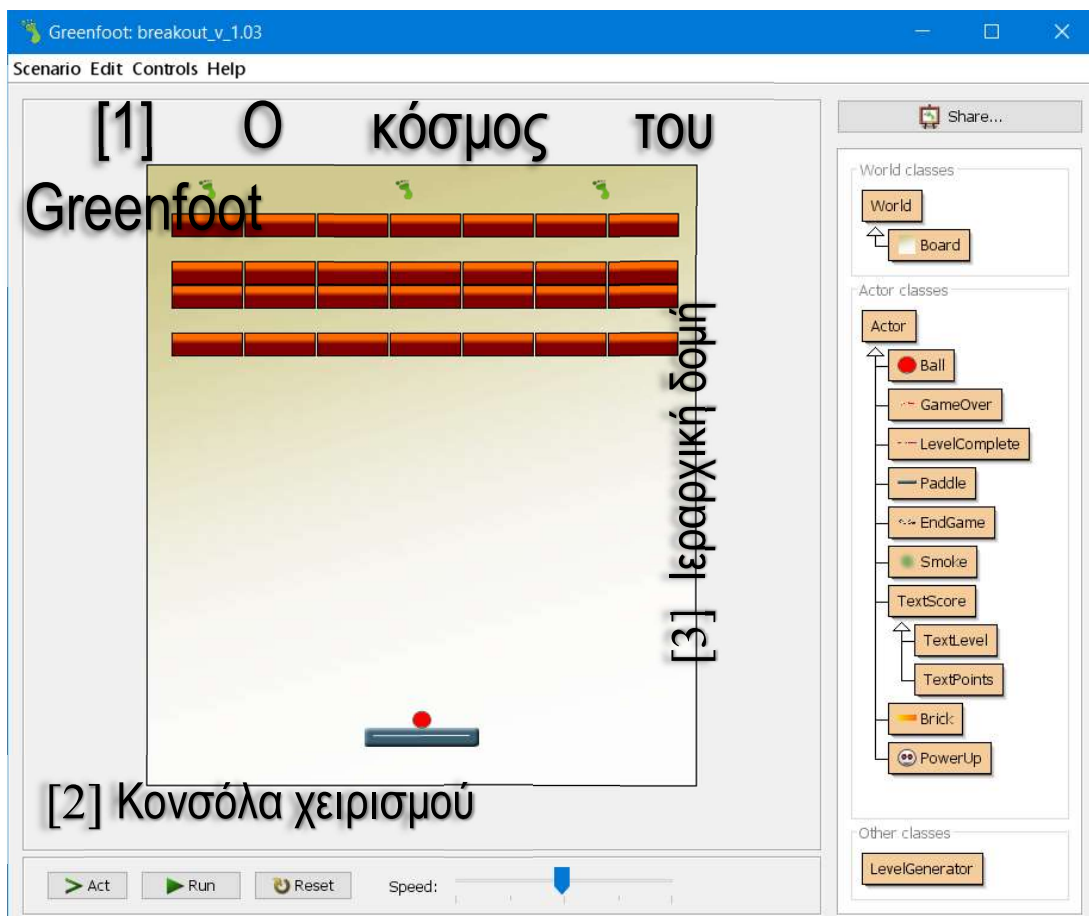 Greenfoot: breakout_v_1.03
Scenario Edit Controls Help
[1] Ο κόσμος του
Greenfoot
[3] Ιεραρχική δομή
[2] Κονσόλα χειρισμού
Act
Run
Reset
Speed:
Share...
World classes
World
Board
Actor classes
Actor
Ball
GameOver
LevelComplete
Paddle
EndGame
Smoke
TextScore
TextLevel
TextPoints
Brick
PowerUp
Other classes
LevelGenerator